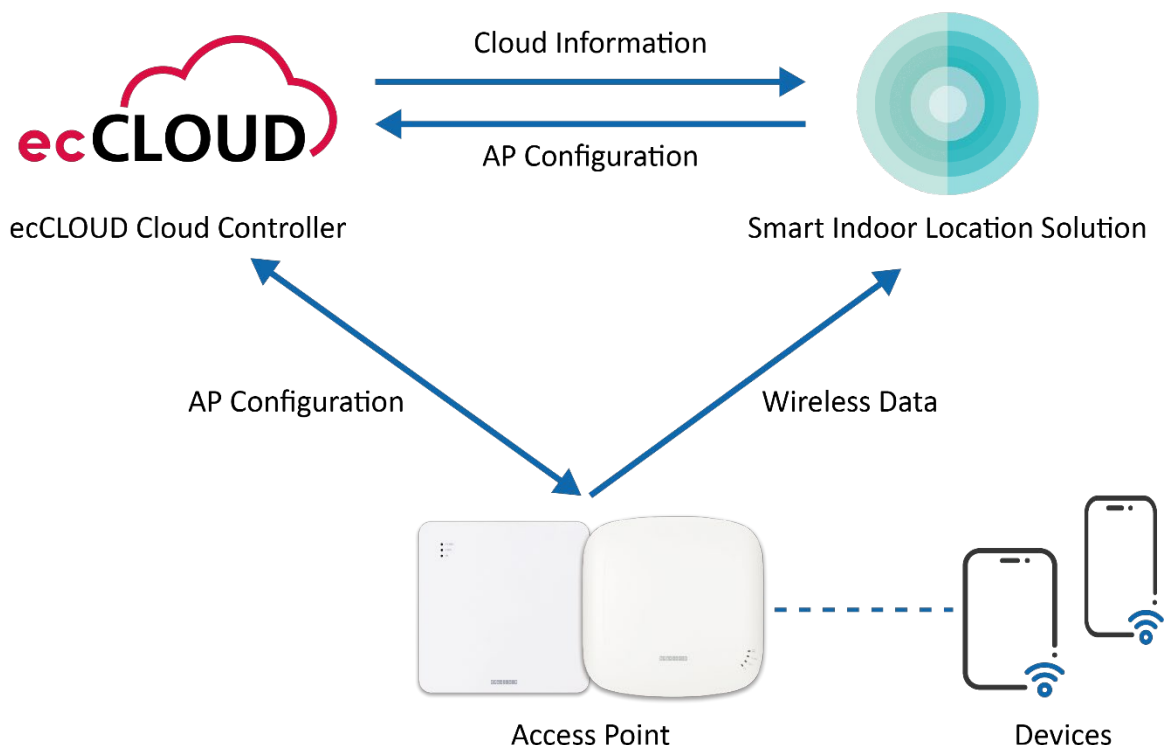 Cloud Information
ecCLOUD
AP Configuration
ecCLOUD Cloud Controller
Smart Indoor Location Solution
AP Configuration
Wireless Data
Access Point
Devices